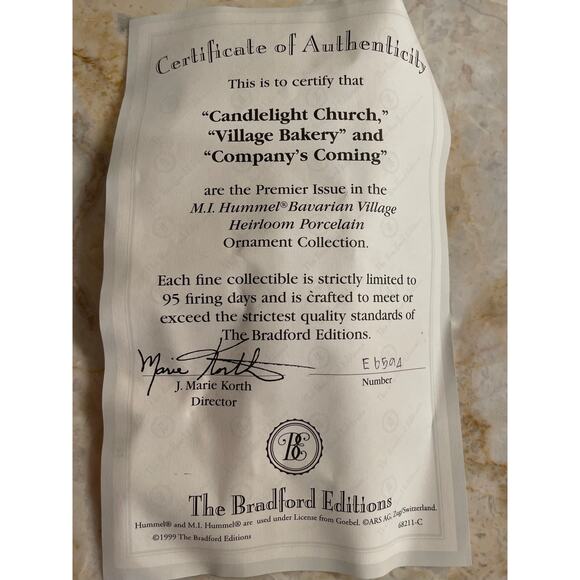 Certificate of Authenticity
This is to certify that
“Candlelight Church,”
“Village Bakery” and
“Company’s Coming”
are the Premier Issue in the
M.I. Hummel® Bavarian Village
Heirloom Porcelain
Ornament Collection.
Each fine collectible is strictly limited to
95 firing days and is crafted to meet or
exceed the strictest quality standards of
The Bradford Editions.
Marie Korth
E6594
J. Marie Korth
Number
Director
BE
The Bradford Editions
Hummel® and M.I. Hummel® are used under License from Goebel. ©ARS AG, Zug/Switzerland.
©1999 The Bradford Editions
68211-C